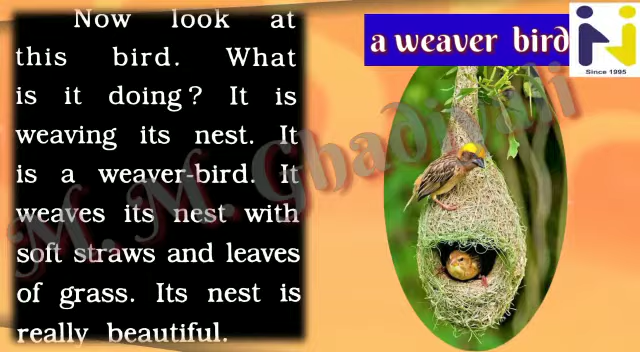 Now look at
this bird. What
is it doing? It is
weaving its nest. It
is a weaver-bird. It
weaves its nest with
soft straws and leaves
of grass. Its nest is
really beautiful.
a weaver bird
Since 1995
M. M. Ghadiyali